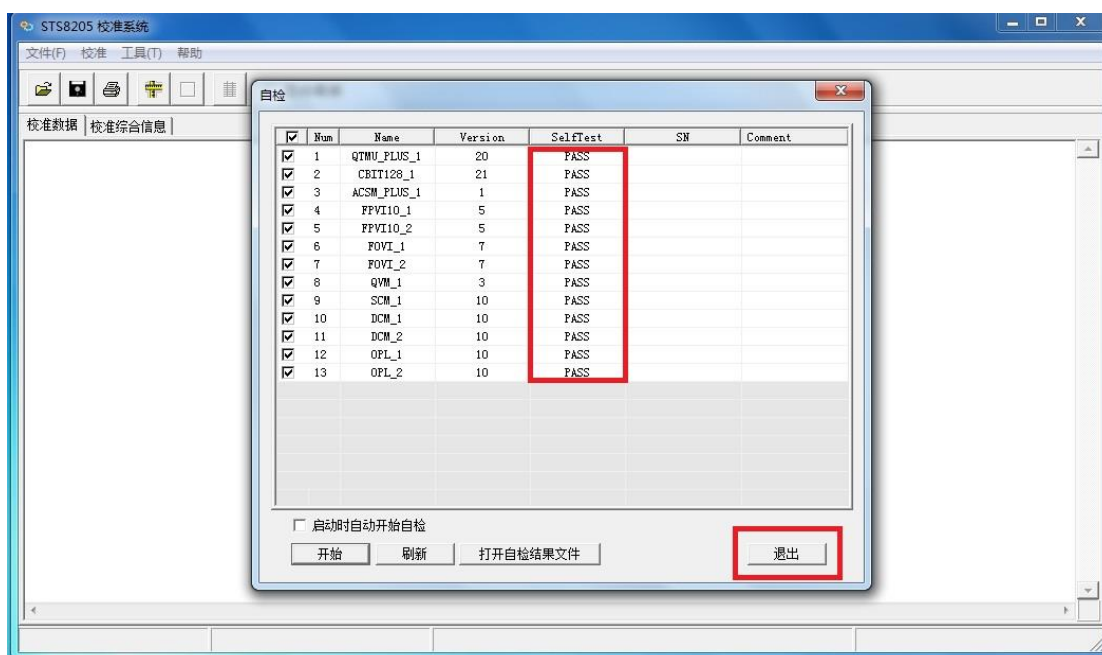 STS8205 校准系统
文件(F) 校准 工具(T) 帮助
自检
校准数据 校准综合信息
Num Name Version SelfTest SN Comment
1 QTMU_PLUS_1 20 PASS
2 CBIT128_1 21 PASS
3 ACSM_PLUS_1 1 PASS
4 FPVI10_1 5 PASS
5 FPVI10_2 5 PASS
6 FOVI_1 7 PASS
7 FOVI_2 7 PASS
8 QVM_1 3 PASS
9 SCM_1 10 PASS
10 DCM_1 10 PASS
11 DCM_2 10 PASS
12 OPL_1 10 PASS
13 OPL_2 10 PASS
启动时自动开始自检
开始 刷新 打开自检结果文件 退出